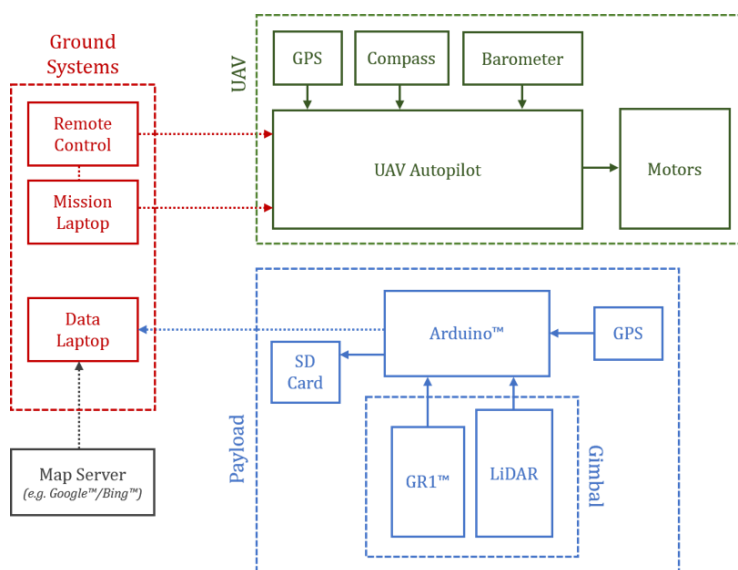 Ground
Systems
Remote
Control
Mission
Laptop
Data
Laptop
Map Server
(e.g. Google™/Bing™)
UAV
GPS
Compass
Barometer
UAV Autopilot
Motors
Payload
Arduino™
GPS
SD
Card
GR1™
LiDAR
Gimbal